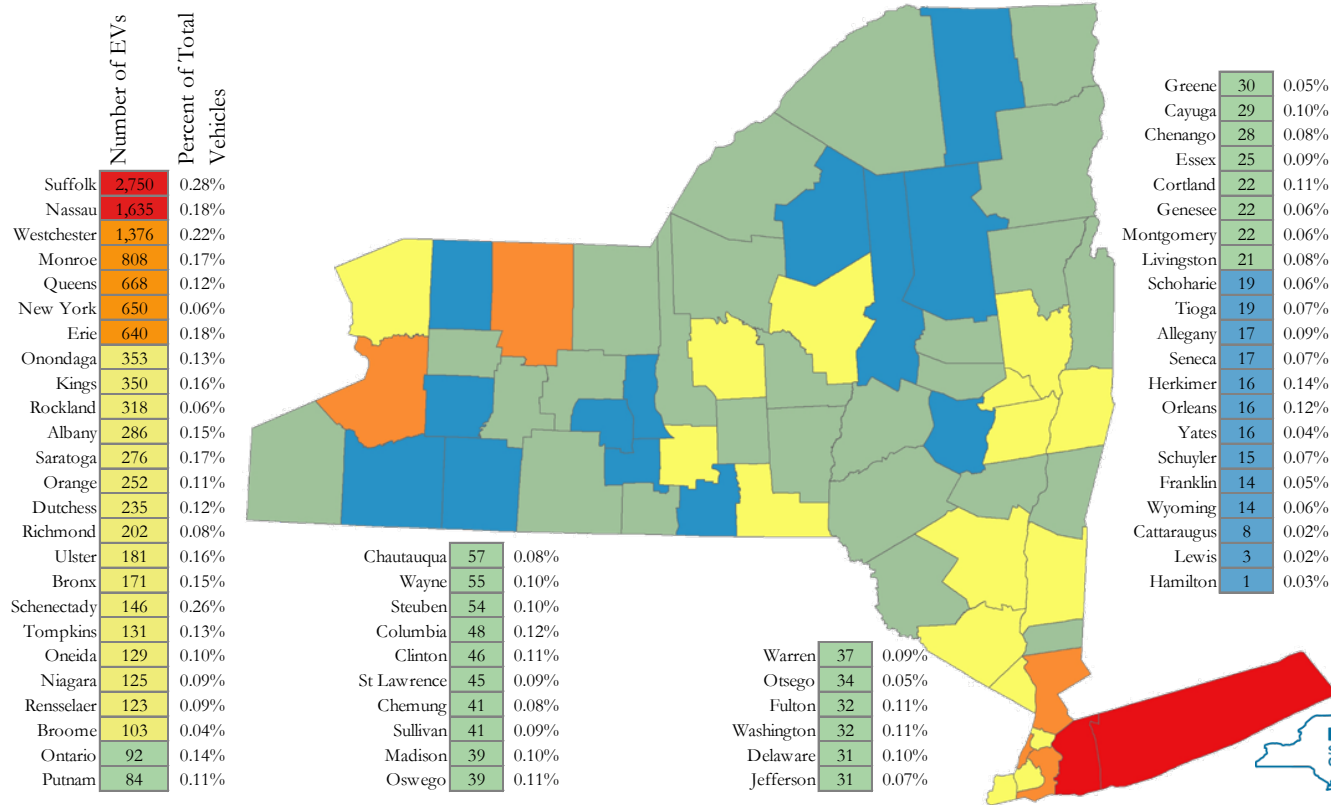 Number of EVs
Percent of Total
Vehicles
Suffolk 2,750 0.28%
Nassau 1,635 0.18%
Westchester 1,376 0.22%
Monroe 808 0.17%
Queens 668 0.12%
New York 650 0.06%
Erie 640 0.18%
Onondaga 353 0.13%
Kings 350 0.16%
Rockland 318 0.06%
Albany 286 0.15%
Saratoga 276 0.17%
Orange 252 0.11%
Dutchess 235 0.12%
Richmond 202 0.08%
Ulster 181 0.16%
Bronx 171 0.15%
Schenectady 146 0.26%
Tompkins 131 0.13%
Oneida 129 0.10%
Niagara 125 0.09%
Rensselaer 123 0.09%
Broome 103 0.04%
Ontario 92 0.14%
Putnam 84 0.11%
Chautauqua 57 0.08%
Wayne 55 0.10%
Steuben 54 0.10%
Columbia 48 0.12%
Clinton 46 0.11%
St Lawrence 45 0.09%
Chemung 41 0.08%
Sullivan 41 0.09%
Madison 39 0.10%
Oswego 39 0.11%
Warren 37 0.09%
Otsego 34 0.05%
Fulton 32 0.11%
Washington 32 0.11%
Delaware 31 0.10%
Jefferson 31 0.07%
Greene 30 0.05%
Cayuga 29 0.10%
Chenango 28 0.08%
Essex 25 0.09%
Cortland 22 0.11%
Genesee 22 0.06%
Montgomery 22 0.06%
Livingston 21 0.08%
Schoharie 19 0.06%
Tioga 19 0.07%
Allegany 17 0.09%
Seneca 17 0.07%
Herkimer 16 0.14%
Orleans 16 0.12%
Yates 16 0.04%
Schuyler 15 0.07%
Franklin 14 0.05%
Wyoming 14 0.06%
Cattaraugus 8 0.02%
Lewis 3 0.02%
Hamilton 1 0.03%